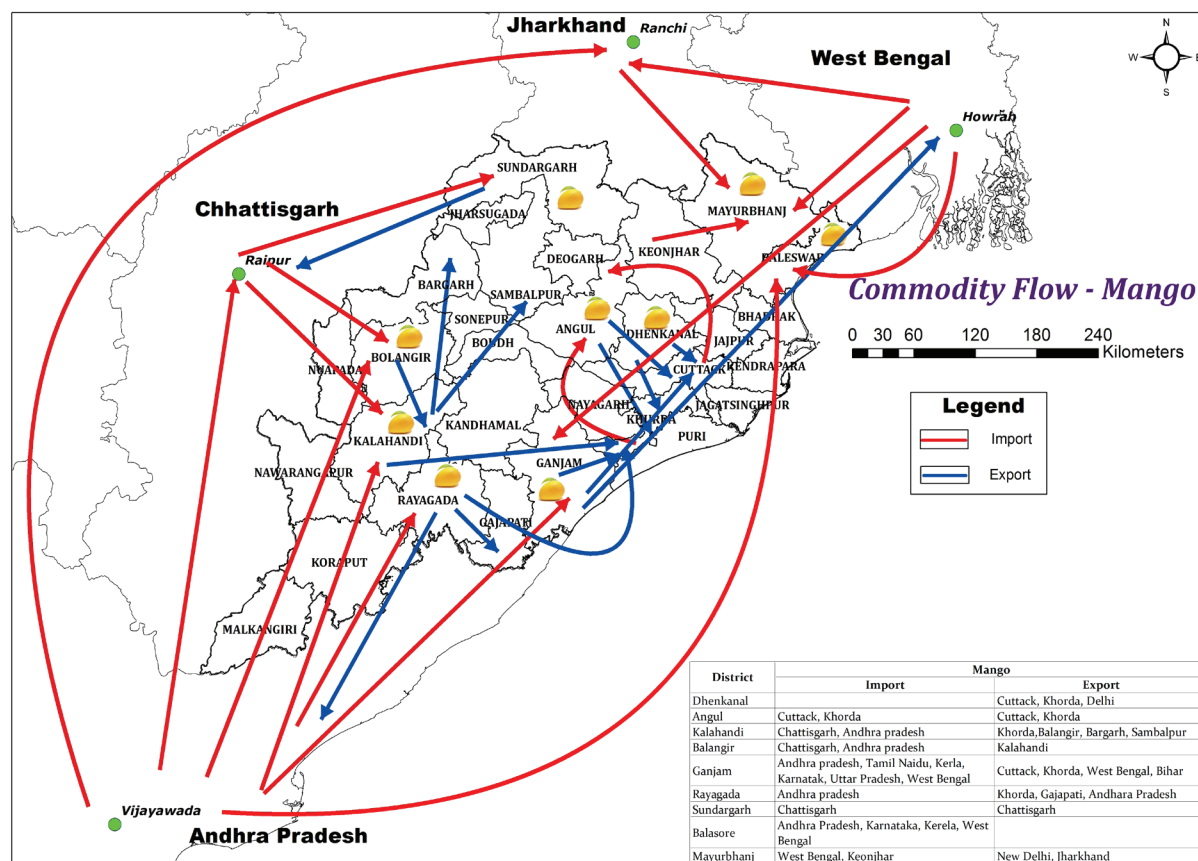 Jharkhand
Ranchi
West Bengal
N
W E
S
Howrah
SUNDARGARH
Chhattisgarh
JHARSUGADA
MAYURBHANJ
KEONJHAR
DEOGARH
BALESWAR
Raipur
BARGARH
SAMBALPUR
Commodity Flow - Mango
SONEPUR
BHADRAK
ANGUL
DHENKANAL
BOUDH
JAJPUR
0 30 60 120 180 240
Kilometers
BOLANGIR
NUAPADA
CUTTACK
KENDRAPARA
NAYAGARH
JAGATSINGHPUR
Legend
KHURDA
KANDHAMAL
PURI
KALAHANDI
Import
GANJAM
NAWARANGAPUR
Export
RAYAGADA
GAJAPATI
KORAPUT
MALKANGIRI
Vijayawada
Andhra Pradesh
District Mango
Import Export
Dhenkanal Cuttack, Khorda, Delhi
Angul Cuttack, Khorda Cuttack, Khorda
Kalahandi Chattisgarh, Andhra pradesh Khorda,Balangir, Bargarh, Sambalpur
Balangir Chattisgarh, Andhra pradesh Kalahandi
Ganjam Andhra pradesh, Tamil Naidu, Kerla,
Karnatak, Uttar Pradesh, West Bengal Cuttack, Khorda, West Bengal, Bihar
Rayagada Andhra pradesh Khorda, Gajapati, Andhara Pradesh
Sundargarh Chattisgarh Chattisgarh
Balasore Andhra Pradesh, Karnataka, Kerela, West
Bengal
Mayurbhanj West Bengal, Keonjhar New Delhi, Jharkhand